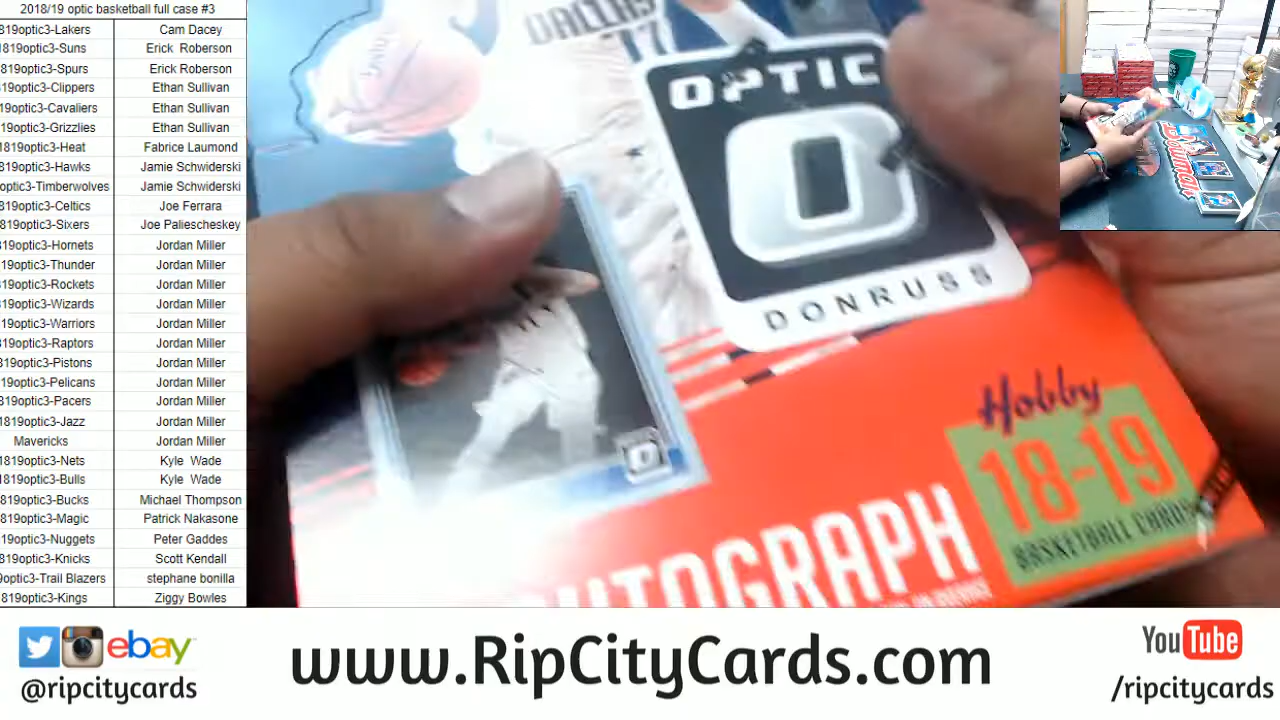 2018/19 optic basketball full case #3
819optic3-Lakers Cam Dacey
819optic3-Suns Erick Roberson
819optic3-Spurs Erick Roberson
819optic3-Clippers Ethan Sullivan
19optic3-Cavaliers Ethan Sullivan
19optic3-Grizzlies Ethan Sullivan
1819optic3-Heat Fabrice Laumond
819optic3-Hawks Jamie Schwiderski
optic3-Timberwolves Jamie Schwiderski
819optic3-Celtics Joe Ferrara
819optic3-Sixers Joe Paliescheskey
19optic3-Hornets Jordan Miller
19optic3-Thunder Jordan Miller
19optic3-Rockets Jordan Miller
19optic3-Wizards Jordan Miller
19optic3-Warriors Jordan Miller
19optic3-Raptors Jordan Miller
19optic3-Pistons Jordan Miller
19optic3-Pelicans Jordan Miller
819optic3-Pacers Jordan Miller
1819optic3-Jazz Jordan Miller
Mavericks Jordan Miller
1819optic3-Nets Kyle Wade
1819optic3-Bulls Kyle Wade
819optic3-Bucks Michael Thompson
819optic3-Magic Patrick Nakasone
19optic3-Nuggets Peter Gaddes
819optic3-Knicks Scott Kendall
9optic3-Trail Blazers stephane bonilla
819optic3-Kings Ziggy Bowles
DALLAS
17
OPTIC
DONRUSS
Hobby
18-19
BASKETBALL CARDS
AUTOGRAPH
Bowman
ebay
@ripcitycards
www.RipCityCards.com
YouTube
/ripcitycards